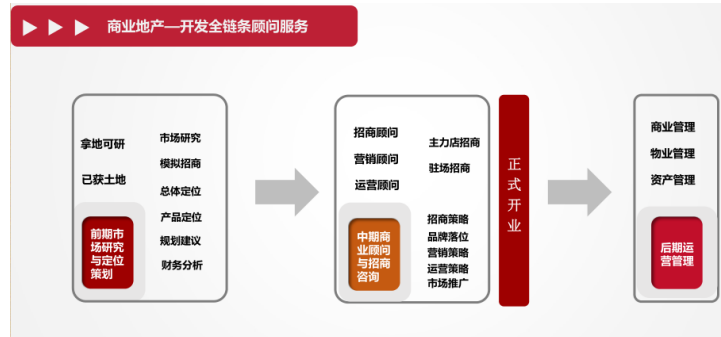 商业地产—开发全链条顾问服务
拿地可研
已获土地
市场研究
模拟招商
总体定位
产品定位
规划建议
财务分析
前期市
场研究
与定位
策划
招商顾问
营销顾问
运营顾问
主力店招商
驻场招商
招商策略
品牌落位
营销策略
运营策略
市场推广
中期商
业顾问
与招商
咨询
正式开业
商业管理
物业管理
资产管理
后期运
营管理